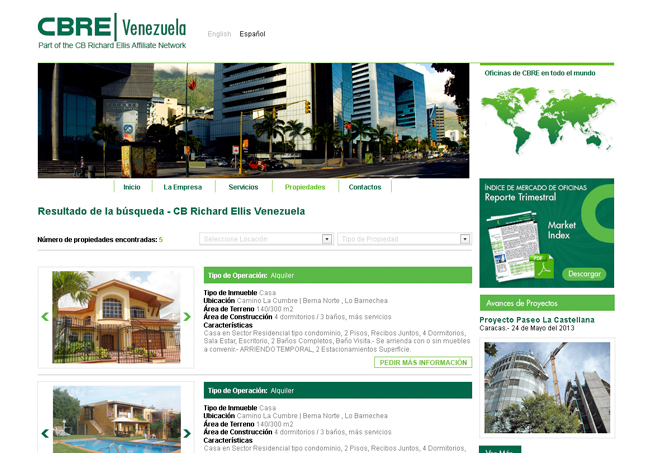 CBRE Venezuela
Part of the CB Richard Ellis Affiliate Network
English Español
Oficinas de CBRE en todo el mundo
Inicio La Empresa Servicios Propiedades Contactos
ÍNDICE DE MERCADO DE OFICINAS
Reporte Trimestral
Market
Index
PDF
Descargar
Resultado de la búsqueda - CB Richard Ellis Venezuela
Número de propiedades encontradas: 5
Seleccione Locación
Tipo de Propiedad
Tipo de Operación: Alquiler
Tipo de Inmueble Casa
Ubicación Camino La Cumbre | Berna Norte , Lo Barnechea
Área de Terreno 140/300 m2
Área de Construcción 4 dormitorios / 3 baños, más servicios
Características
Casa en Sector Residencial tipo condominio, 2 Pisos, Recibos Juntos, 4 Dormitorios,
Sala Estar, Escritorio, 2 Baños Completos, Baño Visita.- Se arrienda con o sin muebles
a convenir.- ARRIENDO TEMPORAL, 2 Estacionamientos Superficie.
PEDIR MÁS INFORMACIÓN
Avances de Proyectos
Proyecto Paseo La Castellana
Caracas.- 24 de Mayo del 2013
Tipo de Operación: Alquiler
Tipo de Inmueble Casa
Ubicación Camino La Cumbre | Berna Norte , Lo Barnechea
Área de Terreno 140/300 m2
Área de Construcción 4 dormitorios / 3 baños, más servicios
Características
Casa en Sector Residencial tipo condominio, 2 Pisos, Recibos Juntos, 4 Dormitorios,
Ver Más